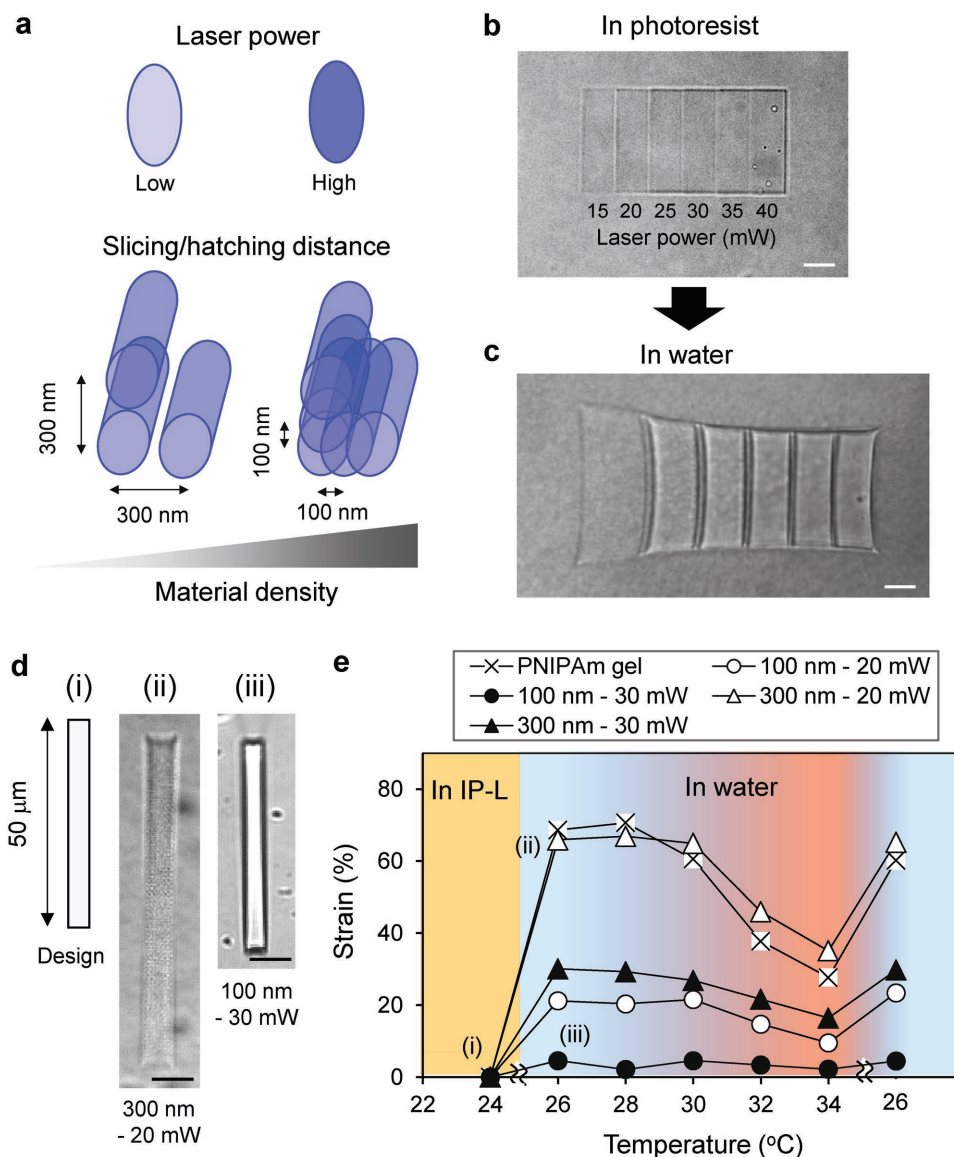 a
Laser power
Low
High
Slicing/hatching distance
300 nm
300 nm
100 nm
100 nm
Material density
b
In photoresist
15 20 25 30 35 40
Laser power (mW)
c
In water
d
(i)
(ii)
(iii)
50 μm
Design
300 nm
- 20 mW
100 nm
- 30 mW
e
PNIPAm gel
100 nm - 20 mW
100 nm - 30 mW
300 nm - 20 mW
300 nm - 30 mW
In IP-L
In water
(ii)
(i)
(iii)
Strain (%)
80
60
40
20
0
22 24 26 28 30 32 34 26
Temperature (ºC)